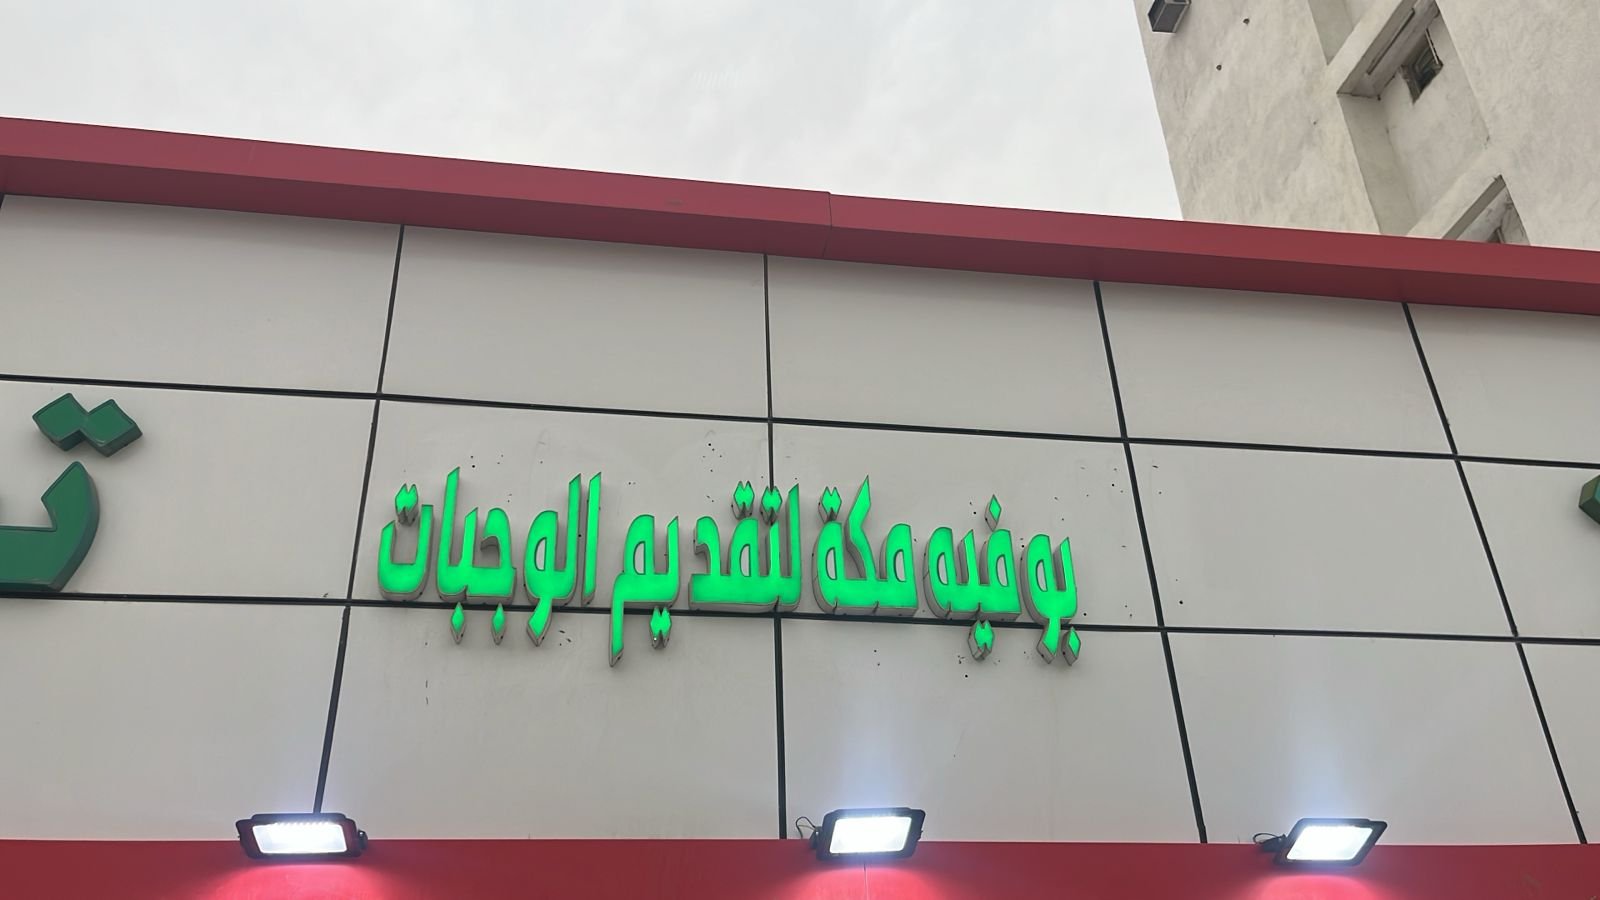 بوفيه مكة لتقديم الوجبات